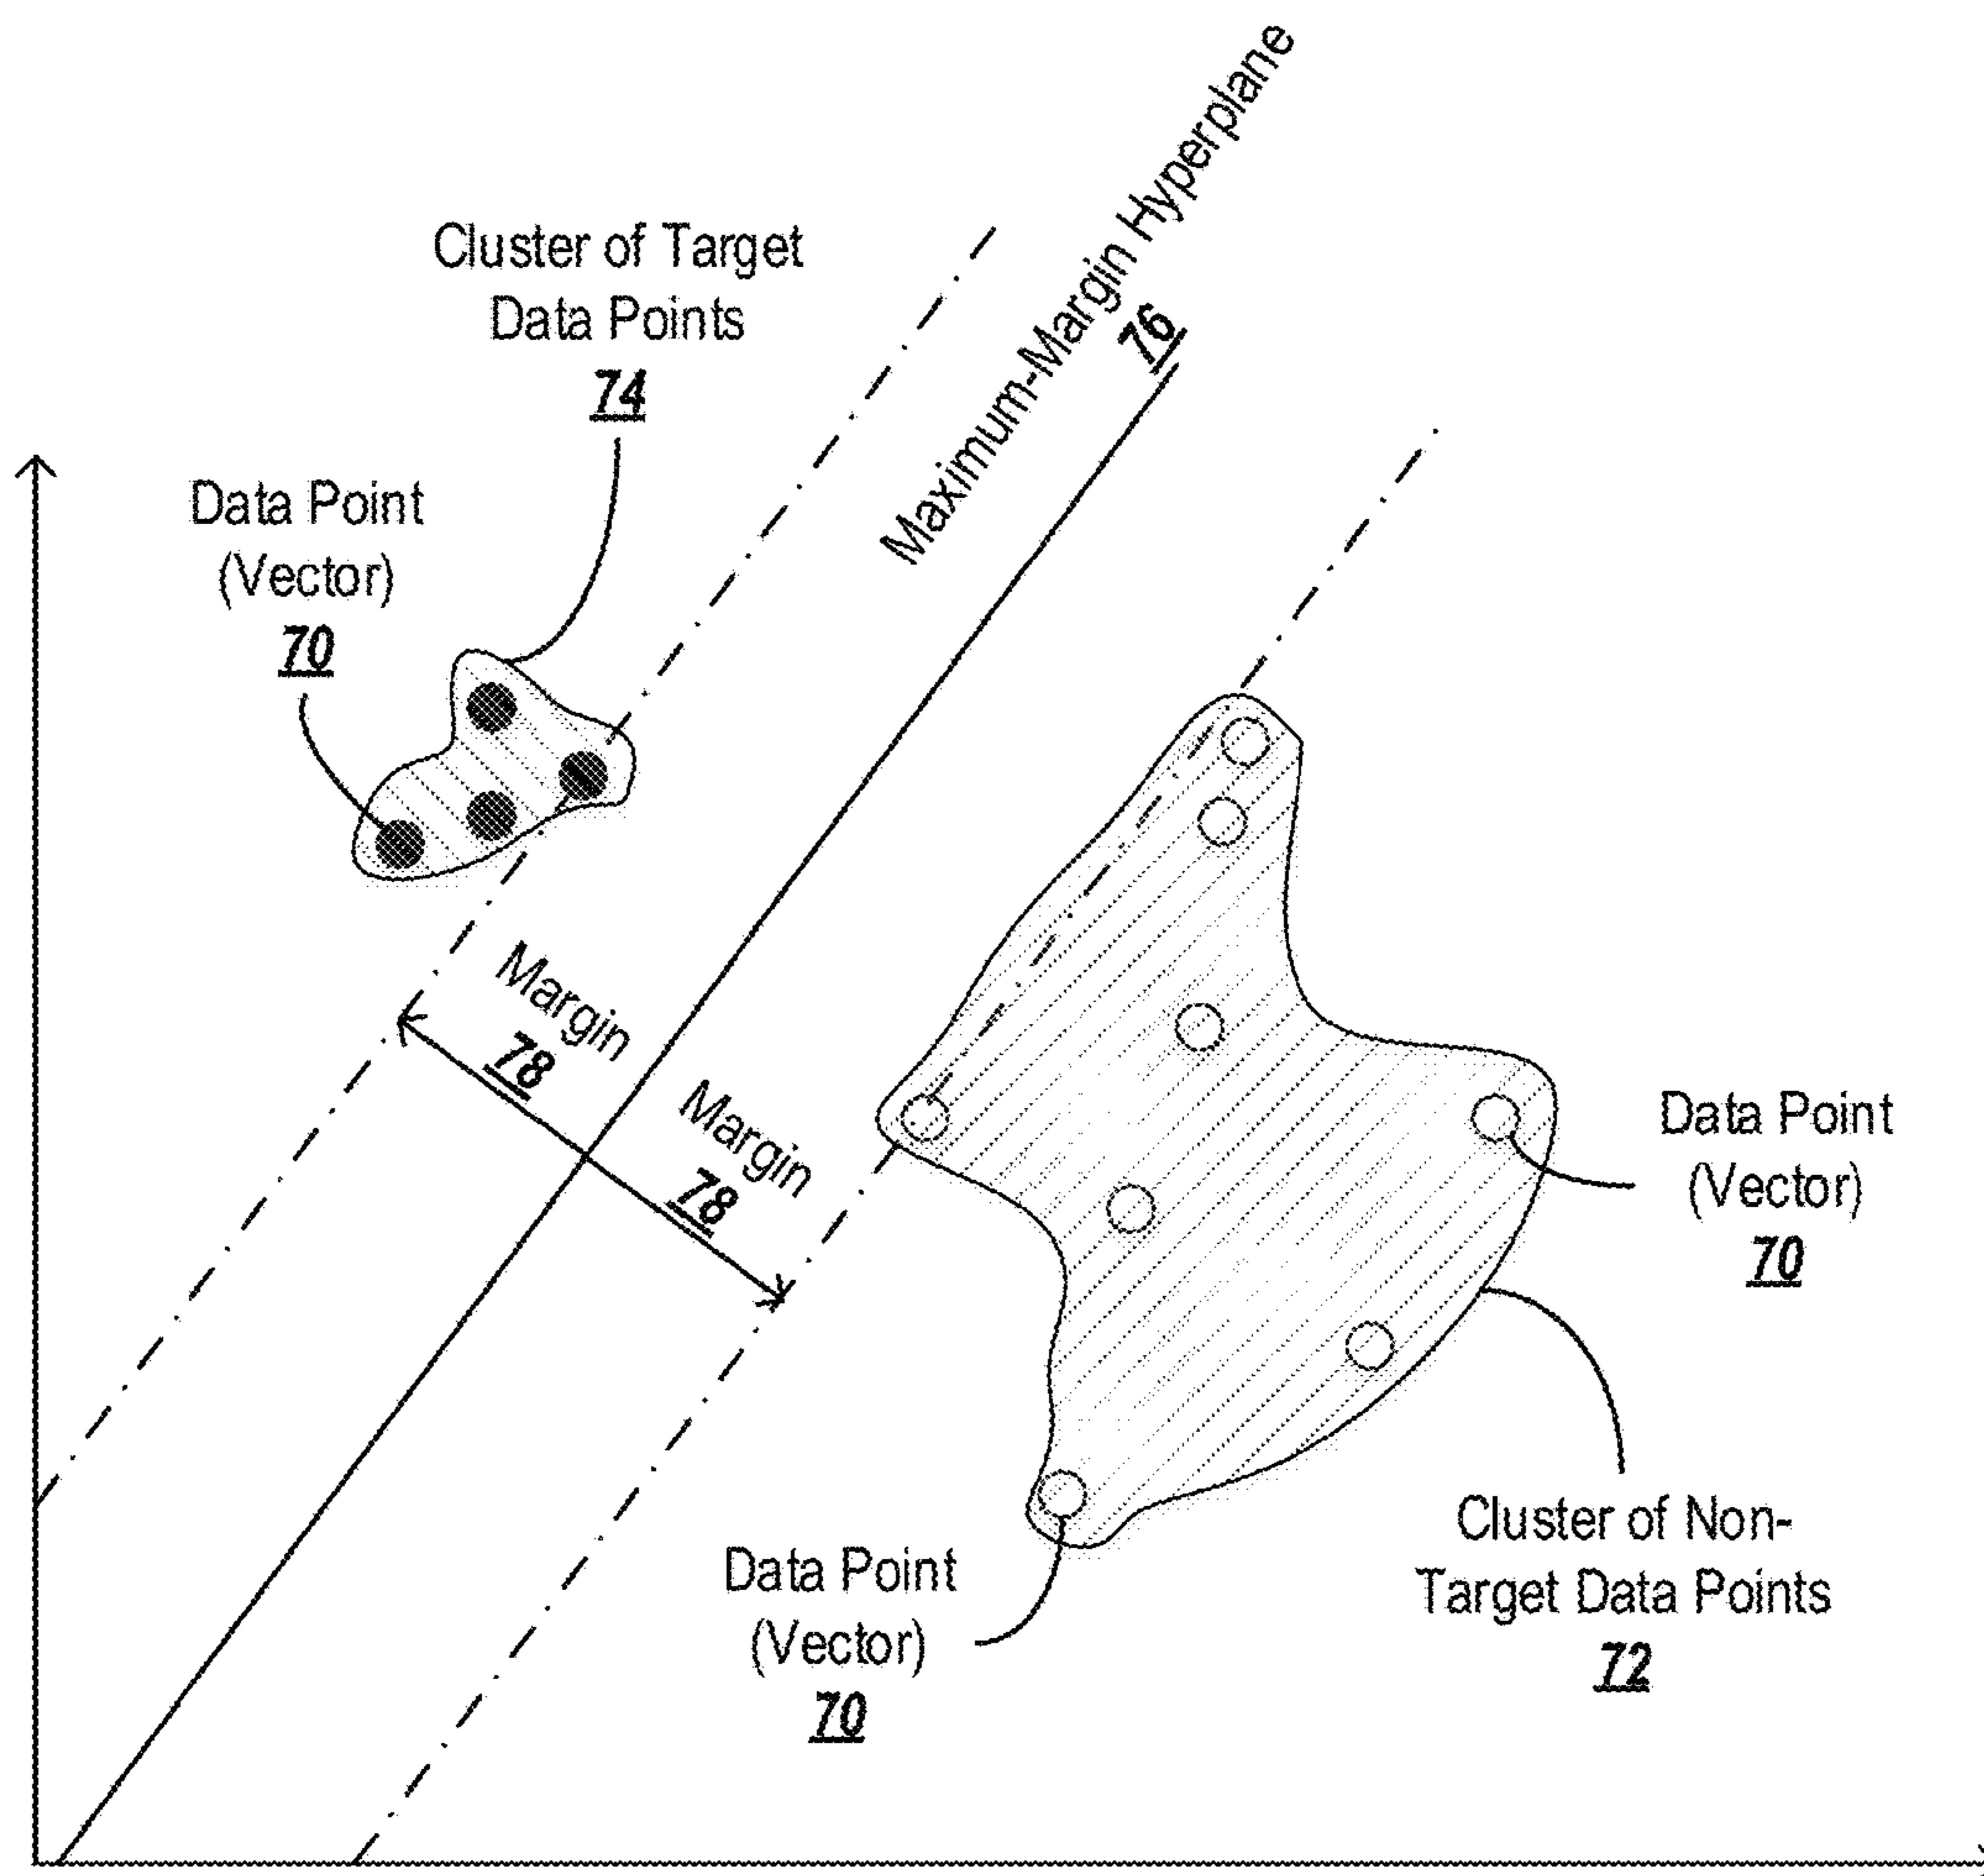 Maximum-Margin Hyperplane
76
Cluster of Target
Data Points
74
Data Point
(Vector)
70
Margin
78
Margin
78
Data Point
(Vector)
70
Data Point
(Vector)
70
Cluster of Non-
Target Data Points
72